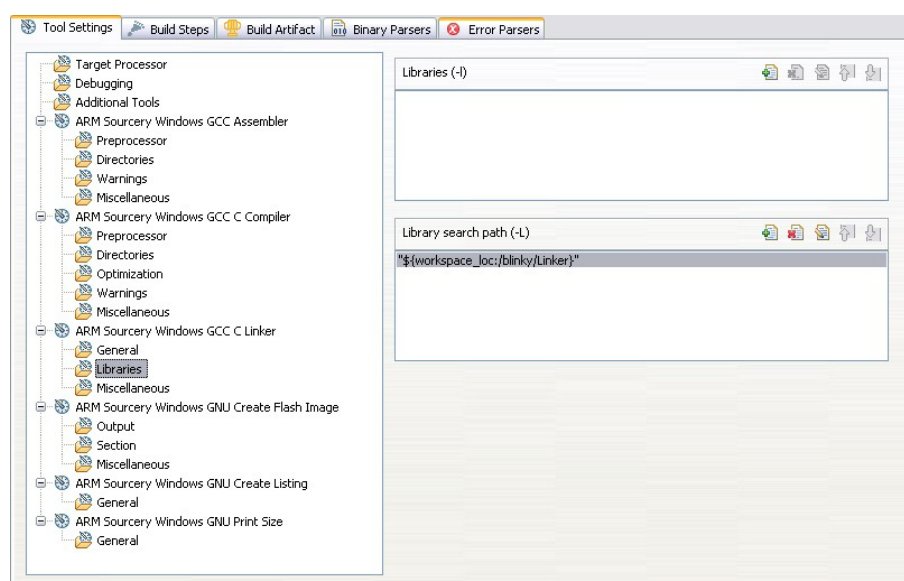 Tool Settings Build Steps Build Artifact Binary Parsers Error Parsers
Target Processor
Debugging
Additional Tools
ARM Sourcery Windows GCC Assembler
Preprocessor
Directories
Warnings
Miscellaneous
ARM Sourcery Windows GCC C Compiler
Preprocessor
Directories
Optimization
Warnings
Miscellaneous
ARM Sourcery Windows GCC C Linker
General
Libraries
Miscellaneous
ARM Sourcery Windows GNU Create Flash Image
Output
Section
Miscellaneous
ARM Sourcery Windows GNU Create Listing
General
ARM Sourcery Windows GNU Print Size
General
Libraries (-l)
Library search path (-L)
"${workspace_loc:/blinky/Linker}"